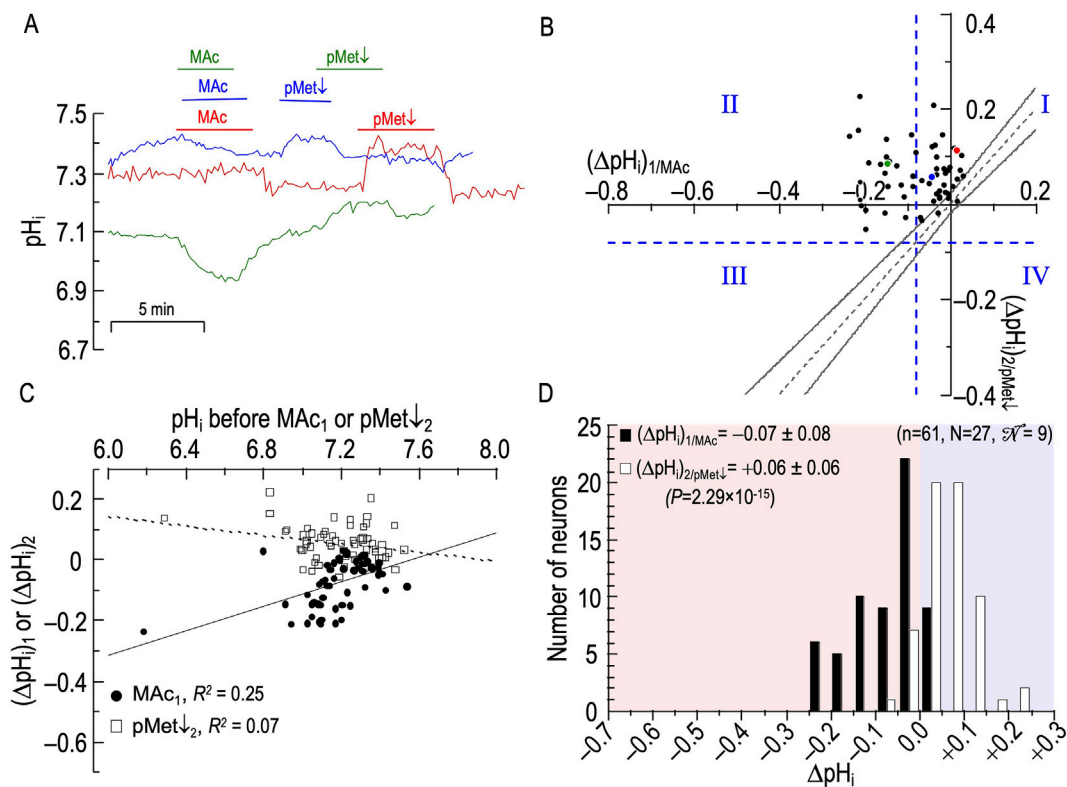 A
MAc
pMet↓
MAc
pMet↓
MAc
pMet↓
7.5
7.3
7.1
6.9
6.7
pHi
5 min
B
0.4
0.2
−0.2
−0.4
II
I
III
IV
(ΔpHi)1/MAc
−0.8
−0.6
−0.4
−0.2
0.2
(ΔpHi)2/pMet↓
C
pHi before MAc1 or pMet↓2
6.0 6.4 6.8 7.2 7.6 8.0
0.2
0
−0.2
−0.4
−0.6
(ΔpHi)1 or (ΔpHi)2
MAc1, R² = 0.25
pMet↓2, R² = 0.07
D
25
20
15
10
5
0
Number of neurons
(ΔpHi)1/MAc= −0.07 ± 0.08
(n=61, N=27, 𝒩 = 9)
(ΔpHi)2/pMet↓= +0.06 ± 0.06
(P=2.29×10-15)
−0.7 −0.6 −0.5 −0.4 −0.3 −0.2 −0.1 0.0 +0.1 +0.2 +0.3
ΔpHi